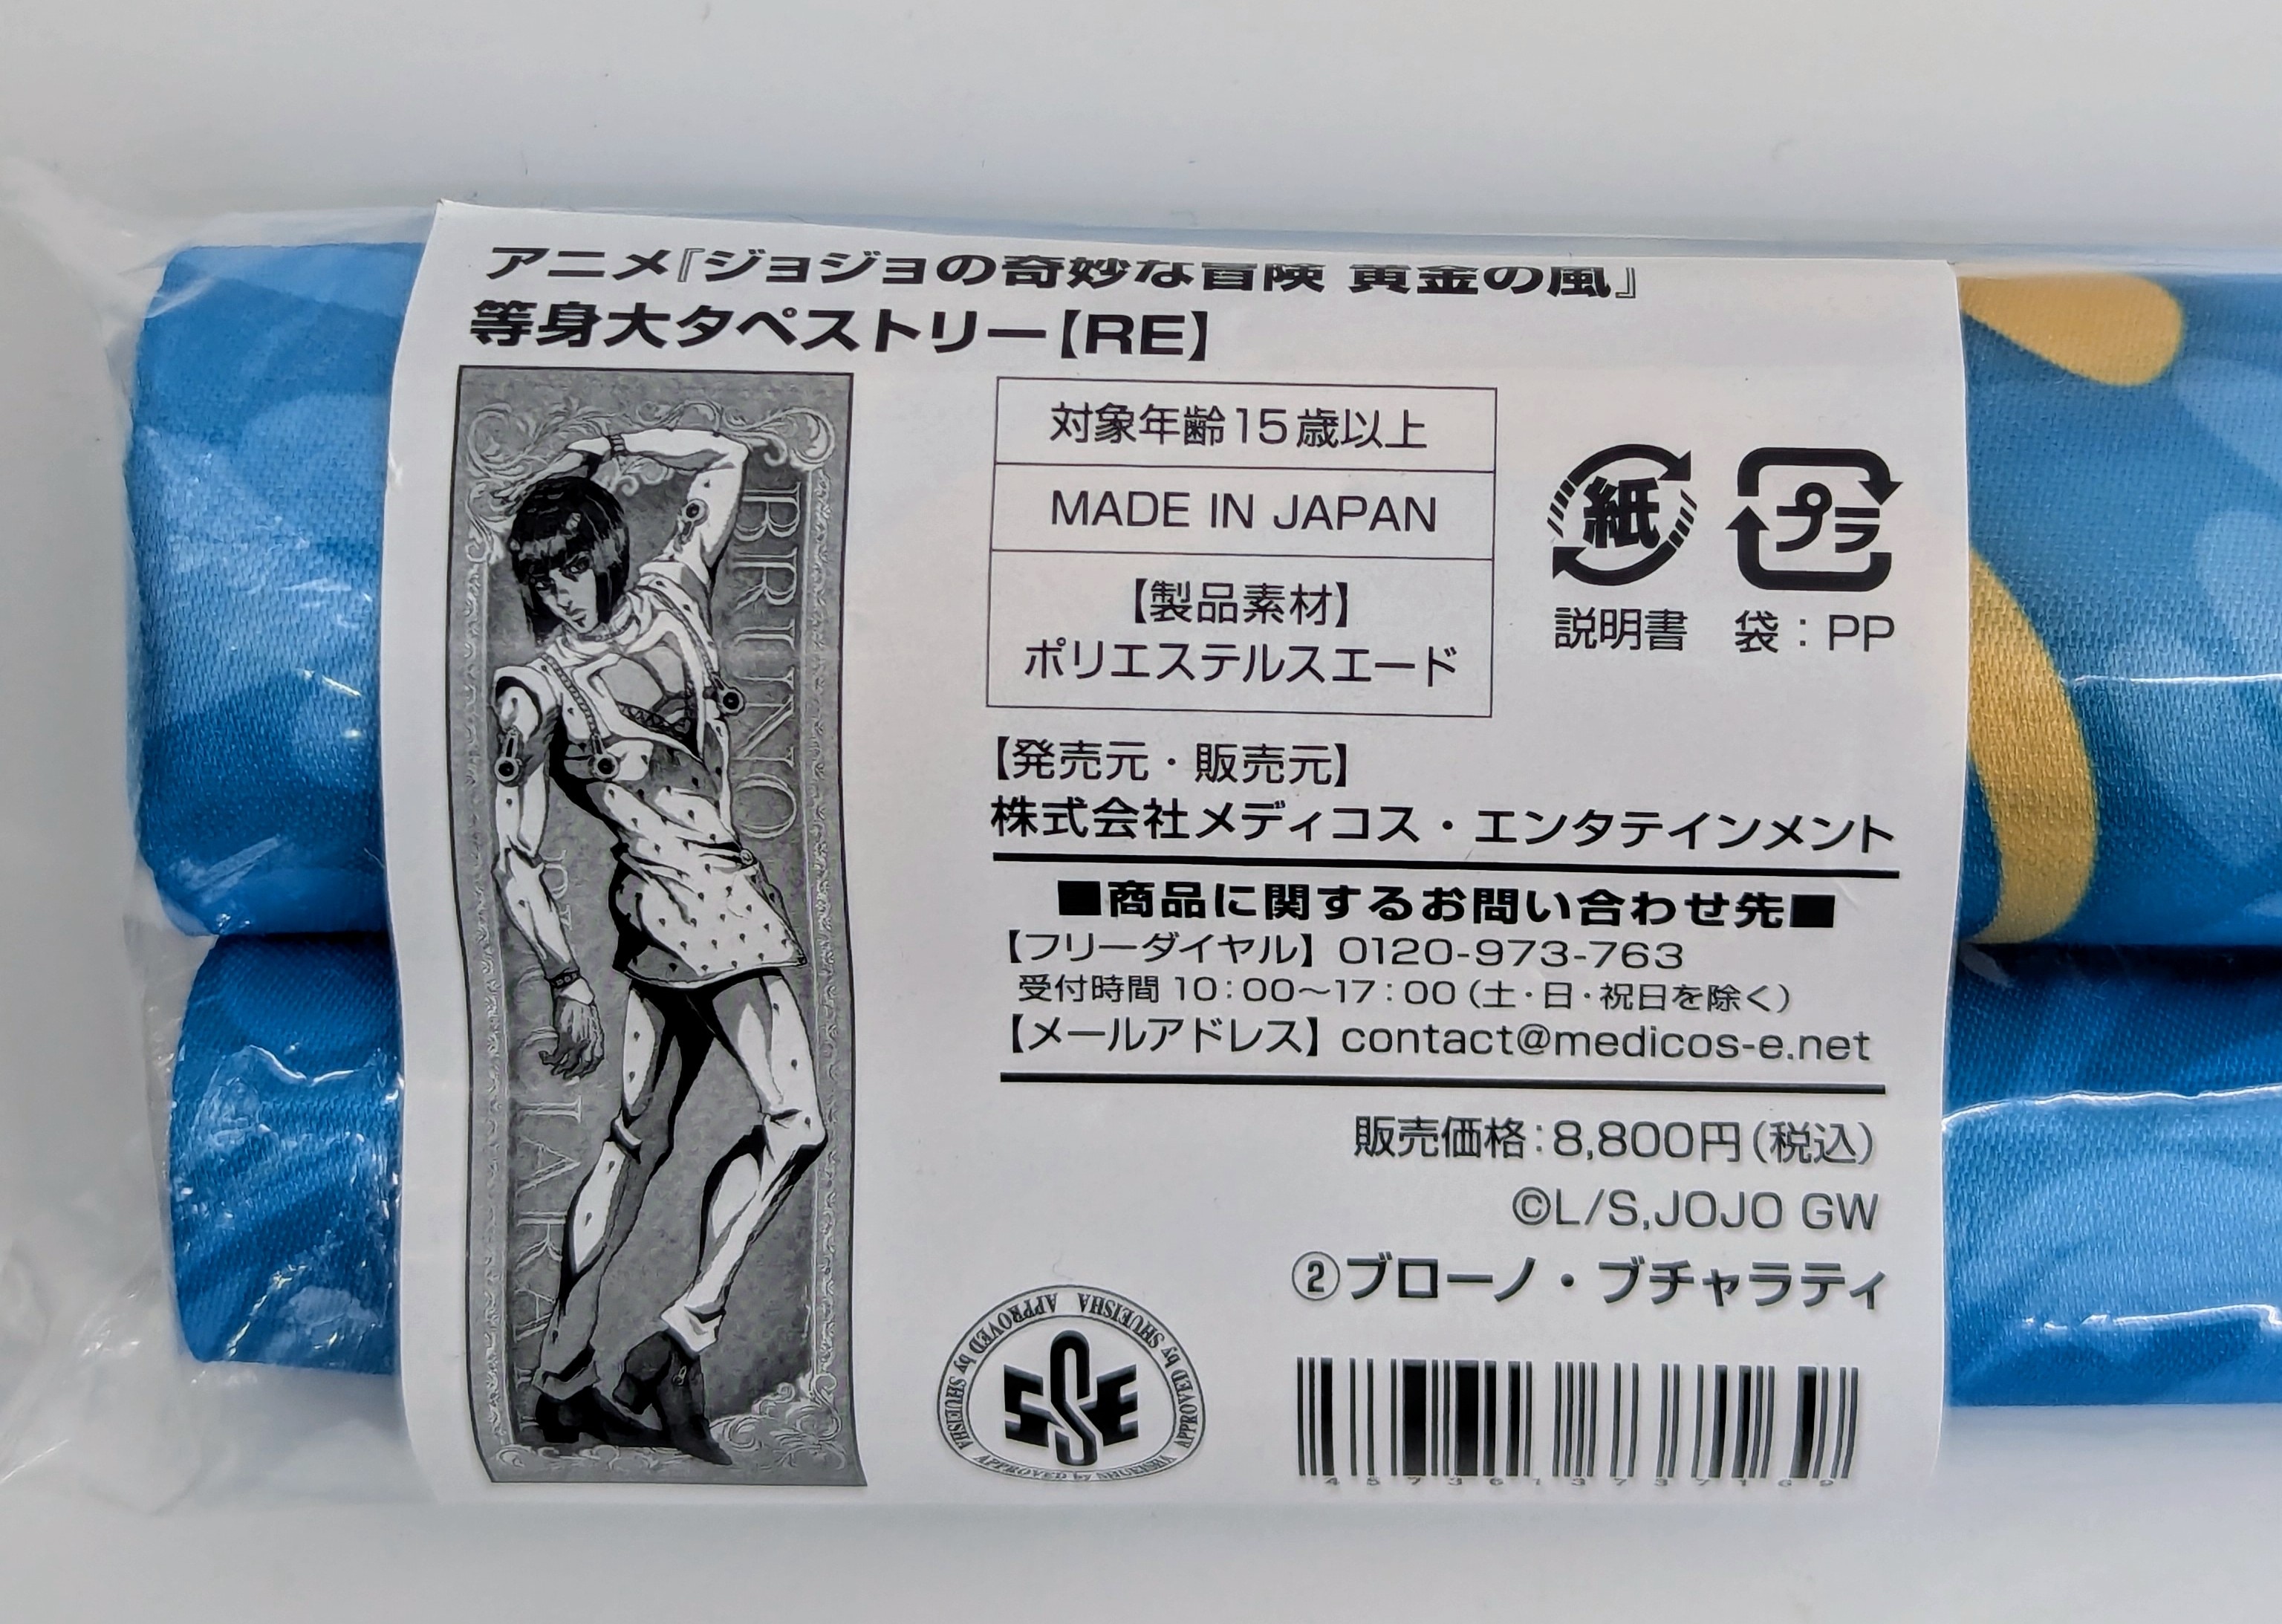 アニメ『ジョジョの奇妙な冒険 黄金の風』
等身大タペストリー【RE】
BRUNO
対象年齢15歳以上
MADE IN JAPAN
【製品素材】
ポリエステルスエード
紙
プラ
説明書 袋：PP
【発売元・販売元】
株式会社メディコス・エンタテインメント
■商品に関するお問い合わせ先■
【フリーダイヤル】0120-973-763
受付時間 10：00～17：00（土・日・祝日を除く）
【メールアドレス】contact@medicos-e.net
販売価格：8,800円（税込）
©L/S,JOJO GW
②ブローノ・ブチャラティ
APPROVED by SHUEISHA APPROVED by SHUEISHA APPROVED by SHUEISHA
SSE
4573613737169